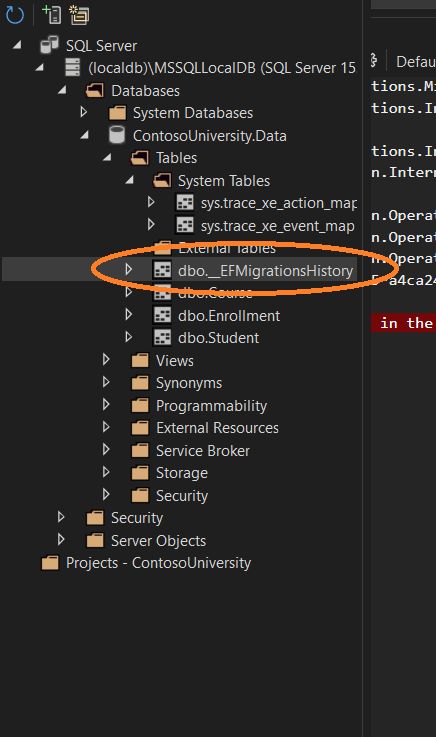 SQL Server
(localdb)\MSSQLLocalDB (SQL Server 15
Databases
System Databases
ContosoUniversity.Data
Tables
System Tables
sys.trace_xe_action_map
sys.trace_xe_event_map
External Tables
dbo.__EFMigrationsHistory
dbo.Course
dbo.Enrollment
dbo.Student
Views
Synonyms
Programmability
External Resources
Service Broker
Storage
Security
Security
Server Objects
Projects - ContosoUniversity
Defau
tions.Mi
tions.In
tions.In
n.Intern
n.Operat
n.Operat
n.Operat
a4ca24
in the